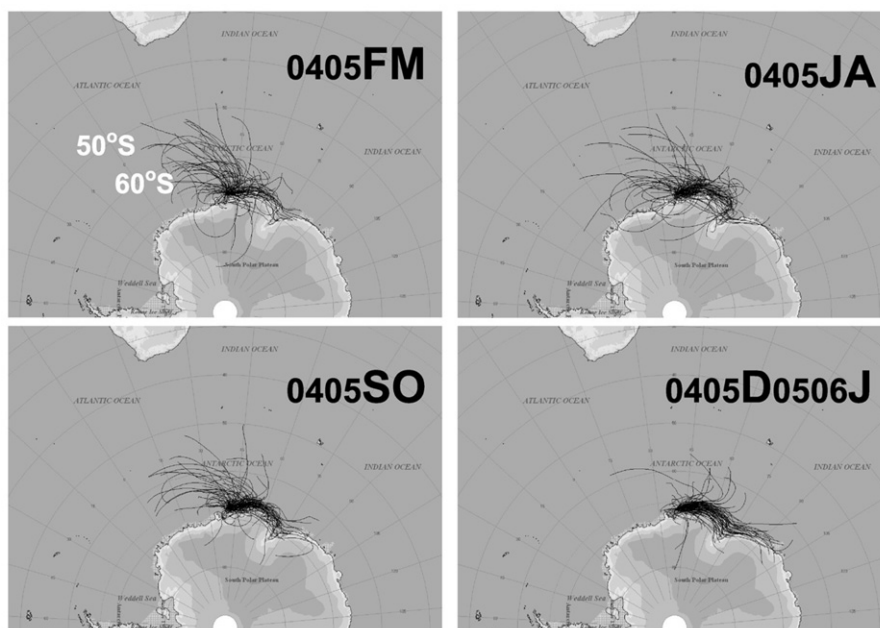 INDIAN OCEAN
0405FM
ATLANTIC OCEAN
50°S
ANTARCTIC OCEAN
INDIAN OCEAN
60°S
South Polar Plateau
Weddell Sea
INDIAN OCEAN
0405JA
ATLANTIC OCEAN
ANTARCTIC OCEAN
INDIAN OCEAN
South Polar Plateau
Weddell Sea
INDIAN OCEAN
0405SO
ATLANTIC OCEAN
ANTARCTIC OCEAN
INDIAN OCEAN
South Polar Plateau
Weddell Sea
INDIAN OCEAN
0405D0506J
ATLANTIC OCEAN
ANTARCTIC OCEAN
INDIAN OCEAN
South Polar Plateau
Weddell Sea